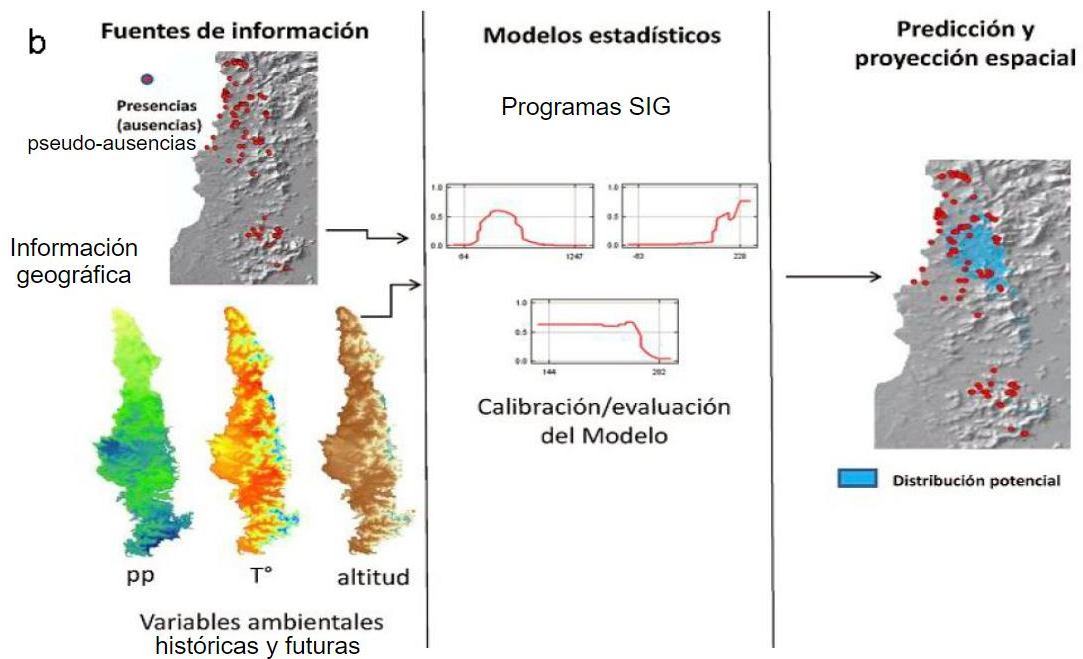 b
Fuentes de información
Presencias
(ausencias)
pseudo-ausencias
Información
geográfica
pp
T°
altitud
Variables ambientales
históricas y futuras
Modelos estadísticos
Programas SIG
1.0
0.5
0.0
64
1247
1.0
0.5
0.0
-62
228
1.0
0.5
0.0
144
282
Calibración/evaluación
del Modelo
Predicción y
proyección espacial
Distribución potencial